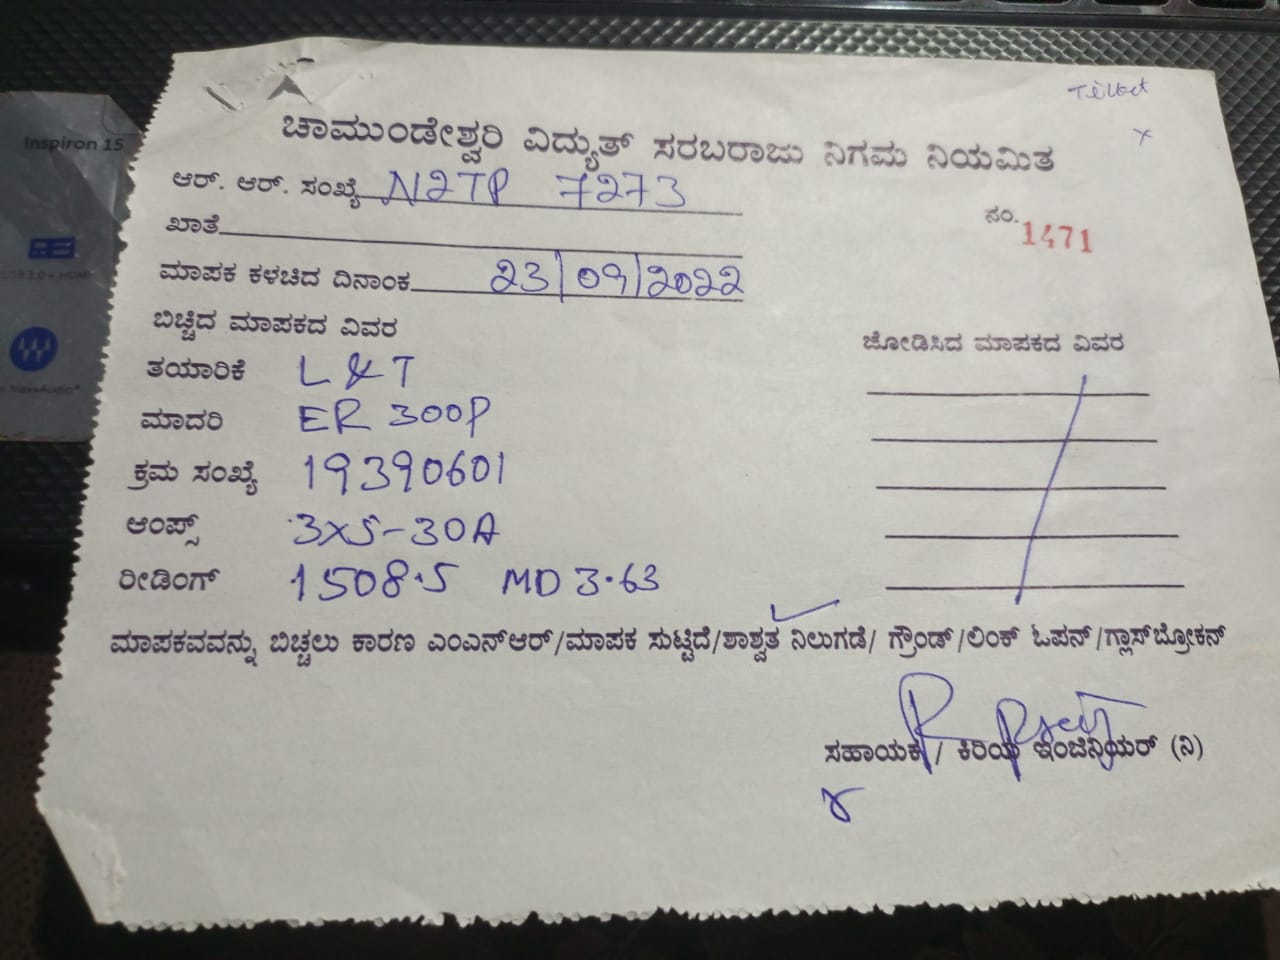 Inspiron 15
ಚಾಮುಂಡೇಶ್ವರಿ ವಿದ್ಯುತ್ ಸರಬರಾಜು ನಿಗಮ ನಿಯಮಿತ
ಆರ್. ಆರ್. ಸಂಖ್ಯೆ N2TP 7273
ನಂ. 1471
ಖಾತೆ
ಮಾಪಕ ಕಳಚಿದ ದಿನಾಂಕ 23/09/2022
ಬಿಚ್ಚಿದ ಮಾಪಕದ ವಿವರ
ಜೋಡಿಸಿದ ಮಾಪಕದ ವಿವರ
ತಯಾರಿಕೆ L&T
ಮಾದರಿ ER 300P
ಕ್ರಮ ಸಂಖ್ಯೆ 19390601
ಆಂಪ್ಸ್ 3x5-30A
ರೀಡಿಂಗ್ 1508.5 MD 3.63
ಮಾಪಕವವನ್ನು ಬಿಚ್ಚಲು ಕಾರಣ ಎಂಎನ್ಆರ್/ಮಾಪಕ ಸುಟ್ಟಿದೆ/ಶಾಶ್ವತ ನಿಲುಗಡೆ/ ಗ್ರೌಂಡ್/ಲಿಂಕ್ ಓಪನ್/ಗ್ಲಾಸ್‌ಬ್ರೋಕನ್
ಸಹಾಯಕ / ಕಿರಿಯ ಇಂಜಿನಿಯರ್ (ನಿ)